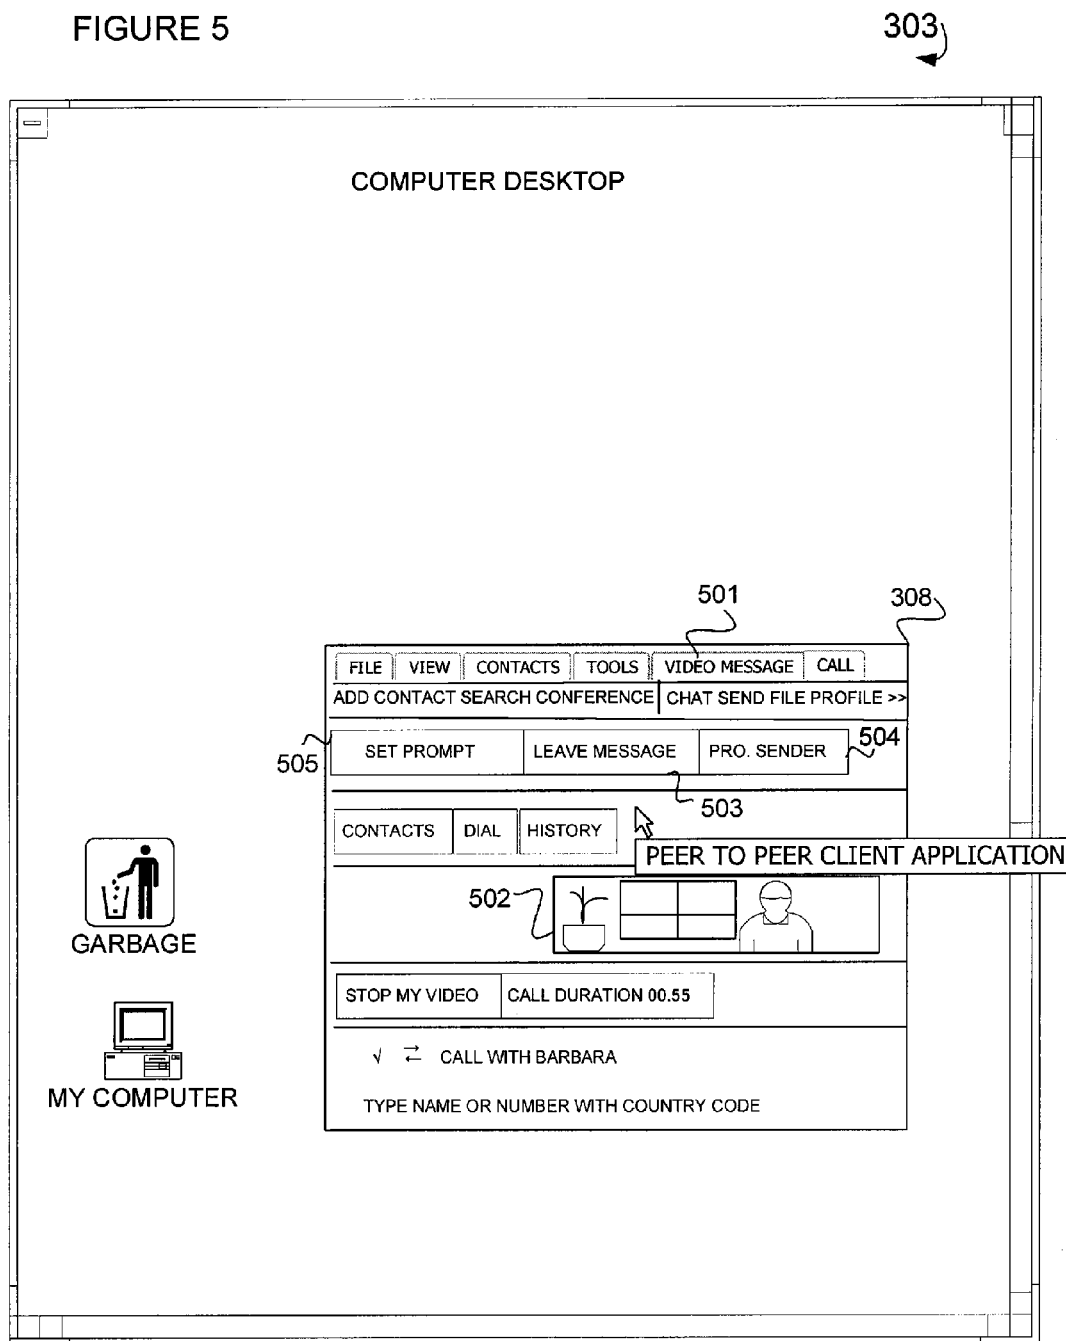 FIGURE 5
303
COMPUTER DESKTOP
501
308
FILE VIEW CONTACTS TOOLS VIDEO MESSAGE CALL
ADD CONTACT SEARCH CONFERENCE CHAT SEND FILE PROFILE >>
505 SET PROMPT LEAVE MESSAGE PRO. SENDER 504
503
CONTACTS DIAL HISTORY
PEER TO PEER CLIENT APPLICATION
502
GARBAGE
STOP MY VIDEO CALL DURATION 00.55
√ ⇄ CALL WITH BARBARA
MY COMPUTER
TYPE NAME OR NUMBER WITH COUNTRY CODE